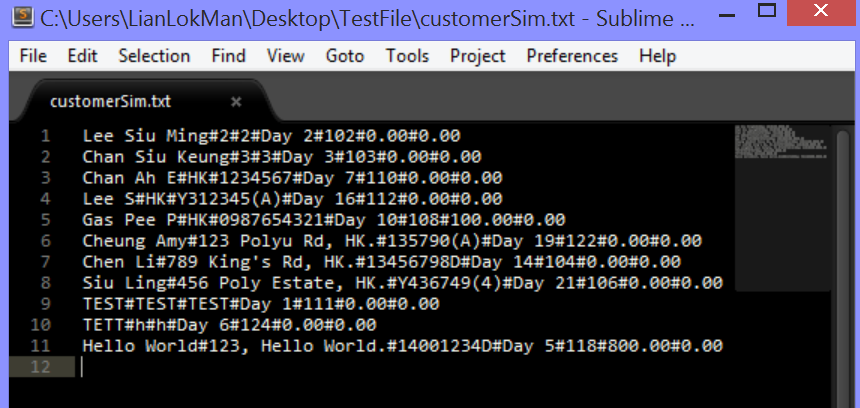 C:\Users\LianLokMan\Desktop\TestFile\customerSim.txt - Sublime ...
File Edit Selection Find View Goto Tools Project Preferences Help
customerSim.txt ×
1 Lee Siu Ming#2#2#Day 2#102#0.00#0.00
2 Chan Siu Keung#3#3#Day 3#103#0.00#0.00
3 Chan Ah E#HK#1234567#Day 7#110#0.00#0.00
4 Lee S#HK#Y312345(A)#Day 16#112#0.00#0.00
5 Gas Pee P#HK#0987654321#Day 10#108#100.00#0.00
6 Cheung Amy#123 Polyu Rd, HK.#135790(A)#Day 19#122#0.00#0.00
7 Chen Li#789 King's Rd, HK.#13456798D#Day 14#104#0.00#0.00
8 Siu Ling#456 Poly Estate, HK.#Y436749(4)#Day 21#106#0.00#0.00
9 TEST#TEST#TEST#Day 1#111#0.00#0.00
10 TETT#h#h#Day 6#124#0.00#0.00
11 Hello World#123, Hello World.#14001234D#Day 5#118#800.00#0.00
12